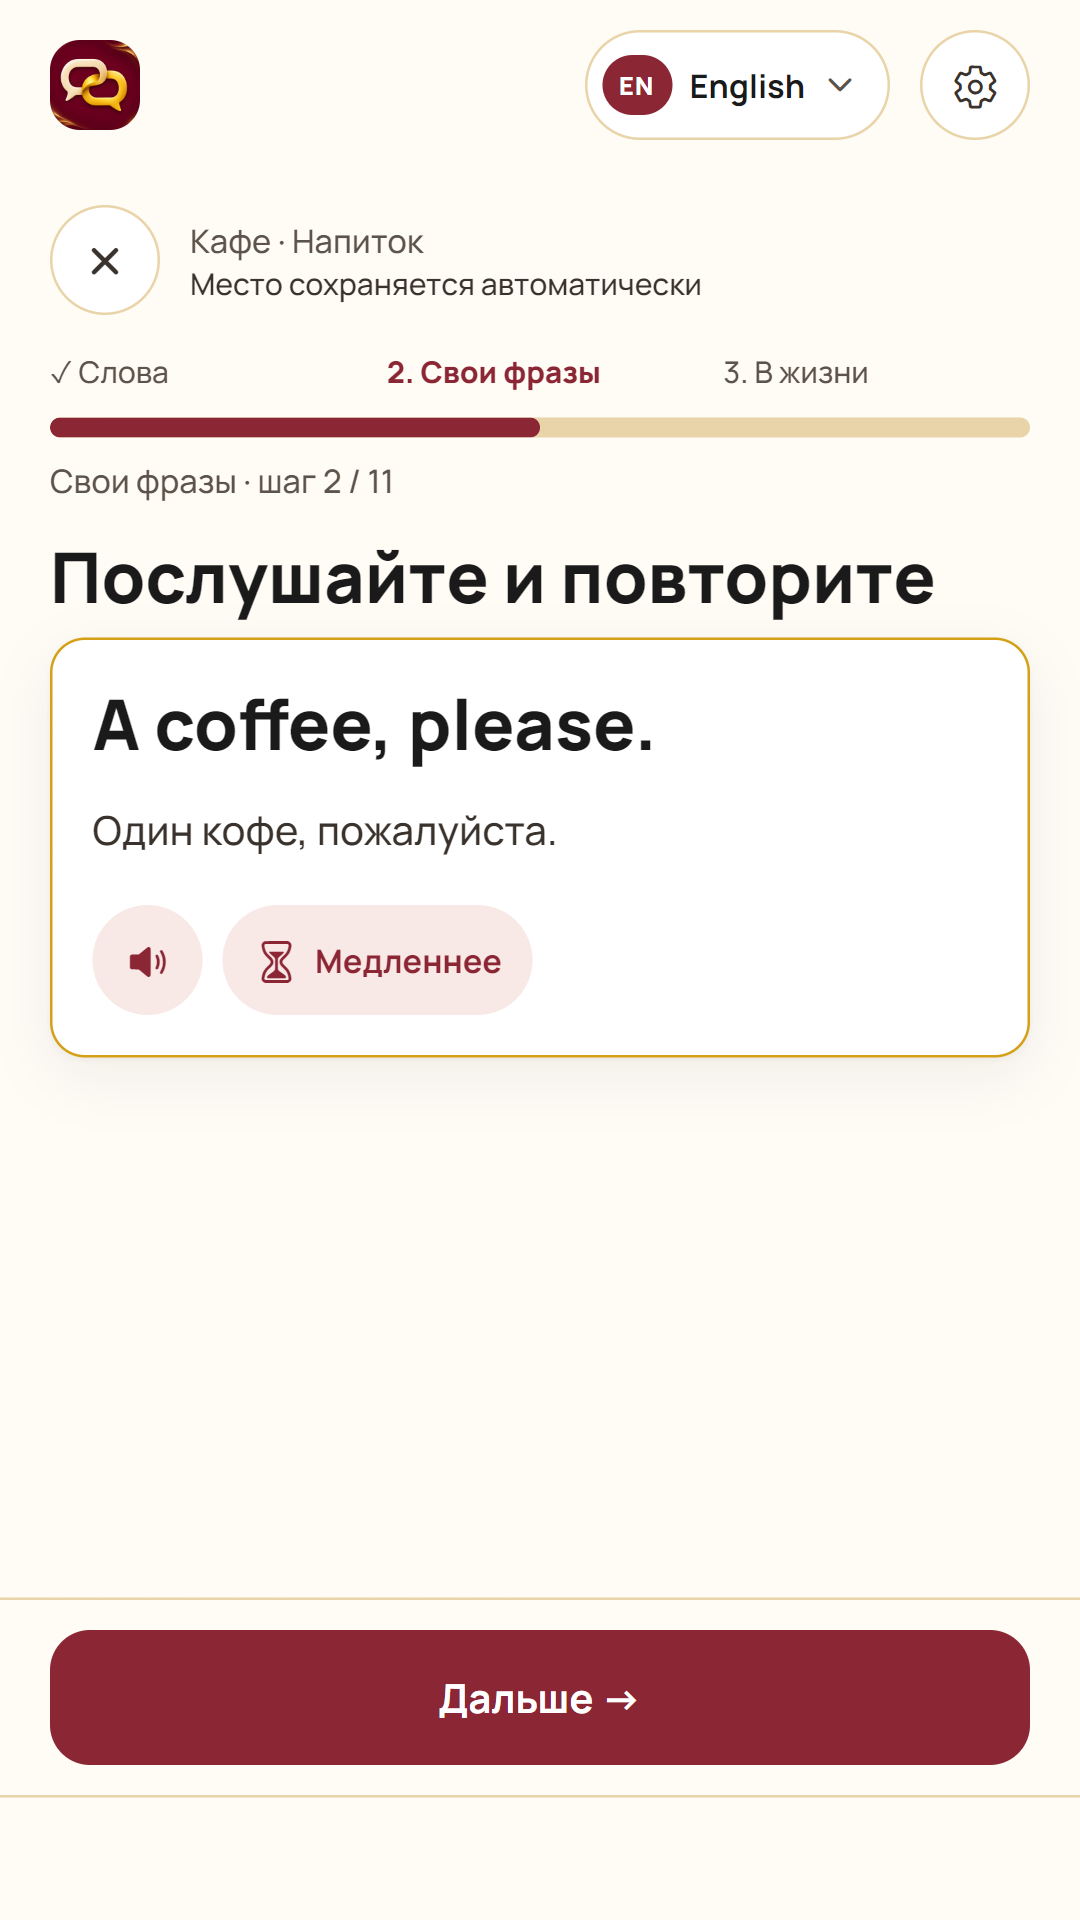 EN English
Кафе · Напиток
Место сохраняется автоматически
✓ Слова 2. Свои фразы 3. В жизни
Свои фразы · шаг 2 / 11
Послушайте и повторите
A coffee, please.
Один кофе, пожалуйста.
Медленнее
Дальше →